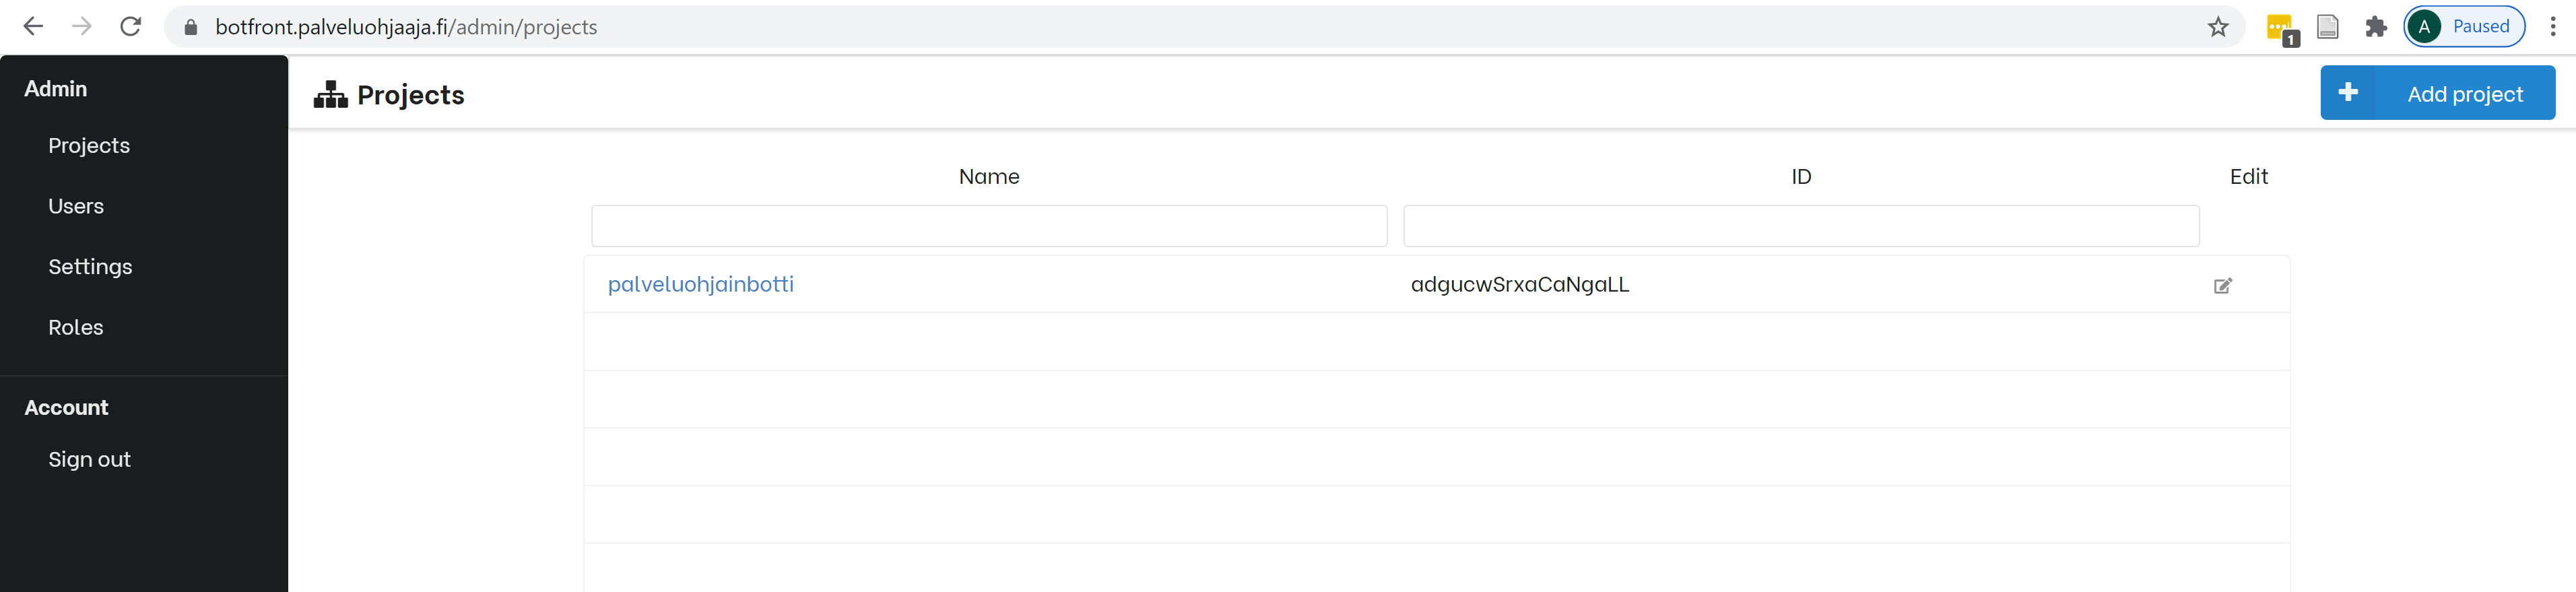 botfront.palveluohjaaja.fi/admin/projects
1
A Paused
Admin
Projects
Users
Settings
Roles
Account
Sign out
Projects
Add project
Name ID Edit
palveluohjainbotti adgucwSrxaCaNgaLL